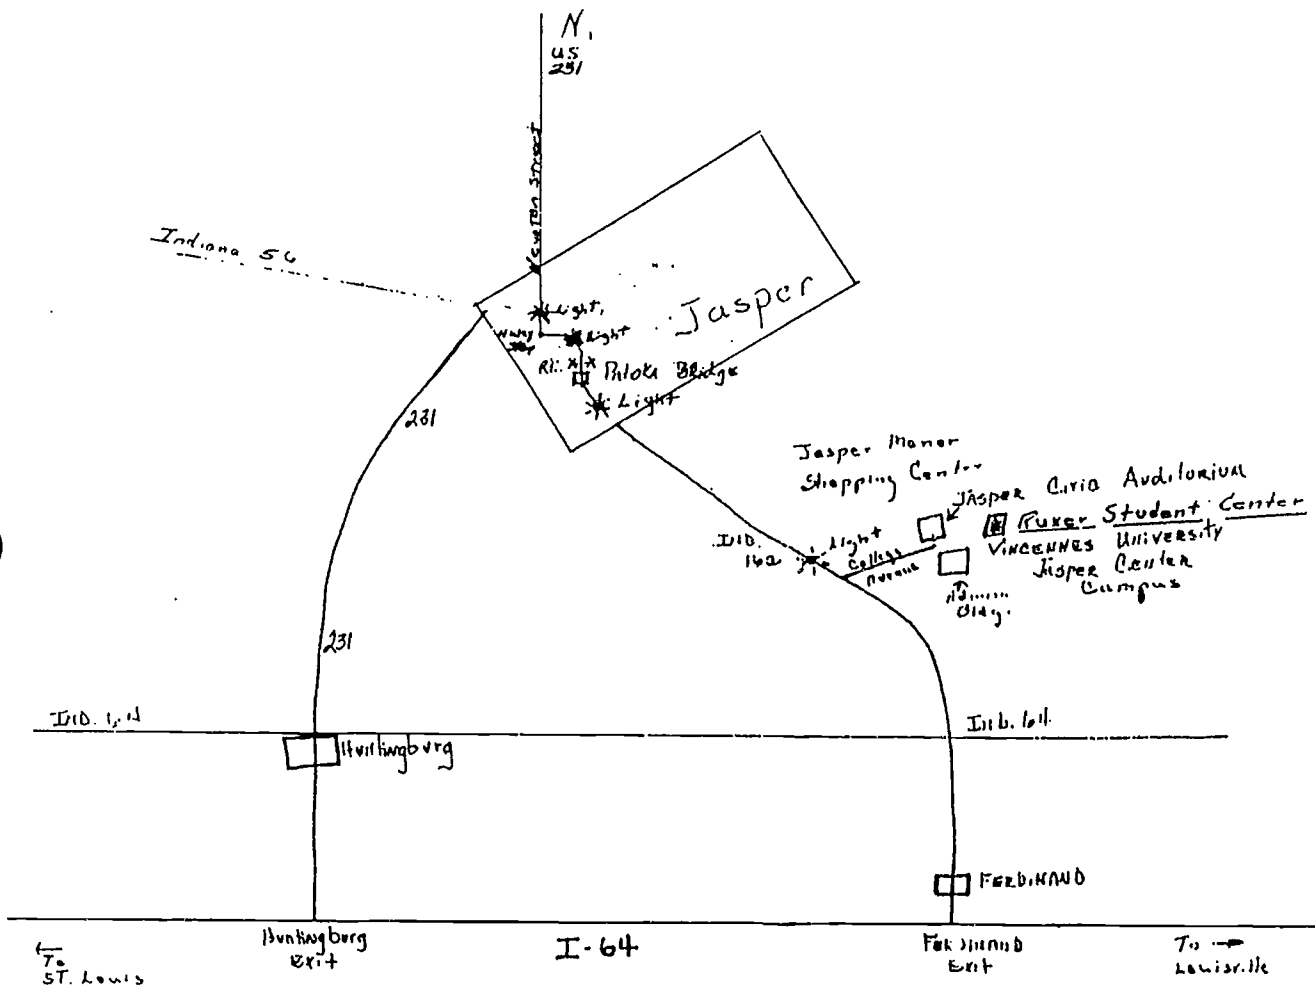 N.
US
231
Newton Street
Indiana 56
Light
Light
Jasper
RR.
Patoka Bridge
Light
231
Jasper Manor
Shopping Center
Jasper Civic Auditorium
Ruxer Student Center
VINCENNES UNIVERSITY
Jasper Center
Campus
IND.
162
Light
College
Avenue
Bldg.
231
IND.
IND.
Huntingburg
FERDINAND
Huntingburg
Exit
I-64
FERDINAND
Exit
To
ST. Louis
To
Louisville